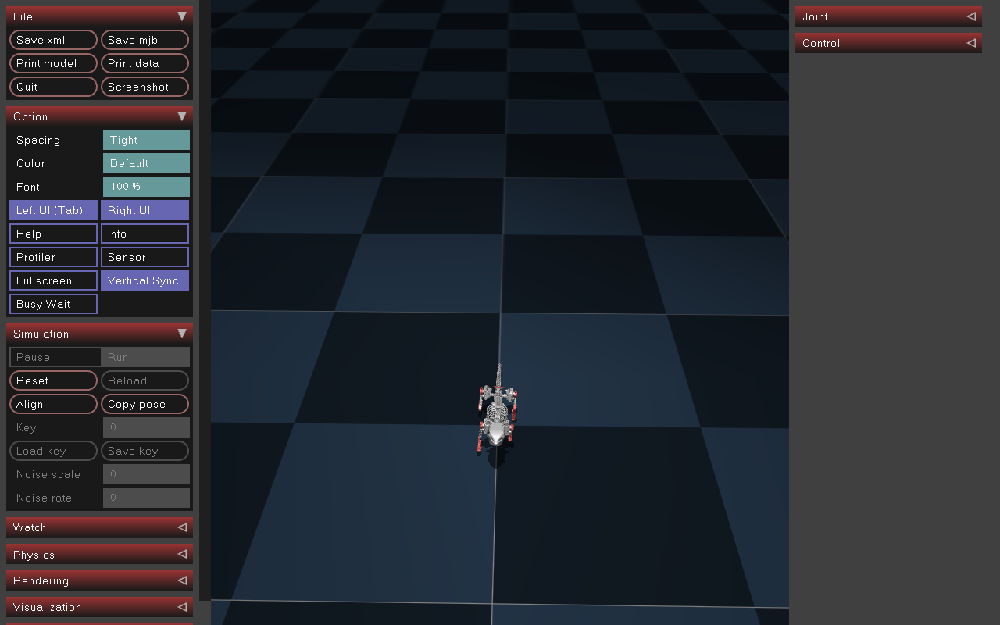 File
Save xml Save mjb
Print model Print data
Quit Screenshot
Option
Spacing Tight
Color Default
Font 100 %
Left UI (Tab) Right UI
Help Info
Profiler Sensor
Fullscreen Vertical Sync
Busy Wait
Simulation
Pause Run
Reset Reload
Align Copy pose
Key 0
Load key Save key
Noise scale 0
Noise rate 0
Watch
Physics
Rendering
Visualization
Joint
Control